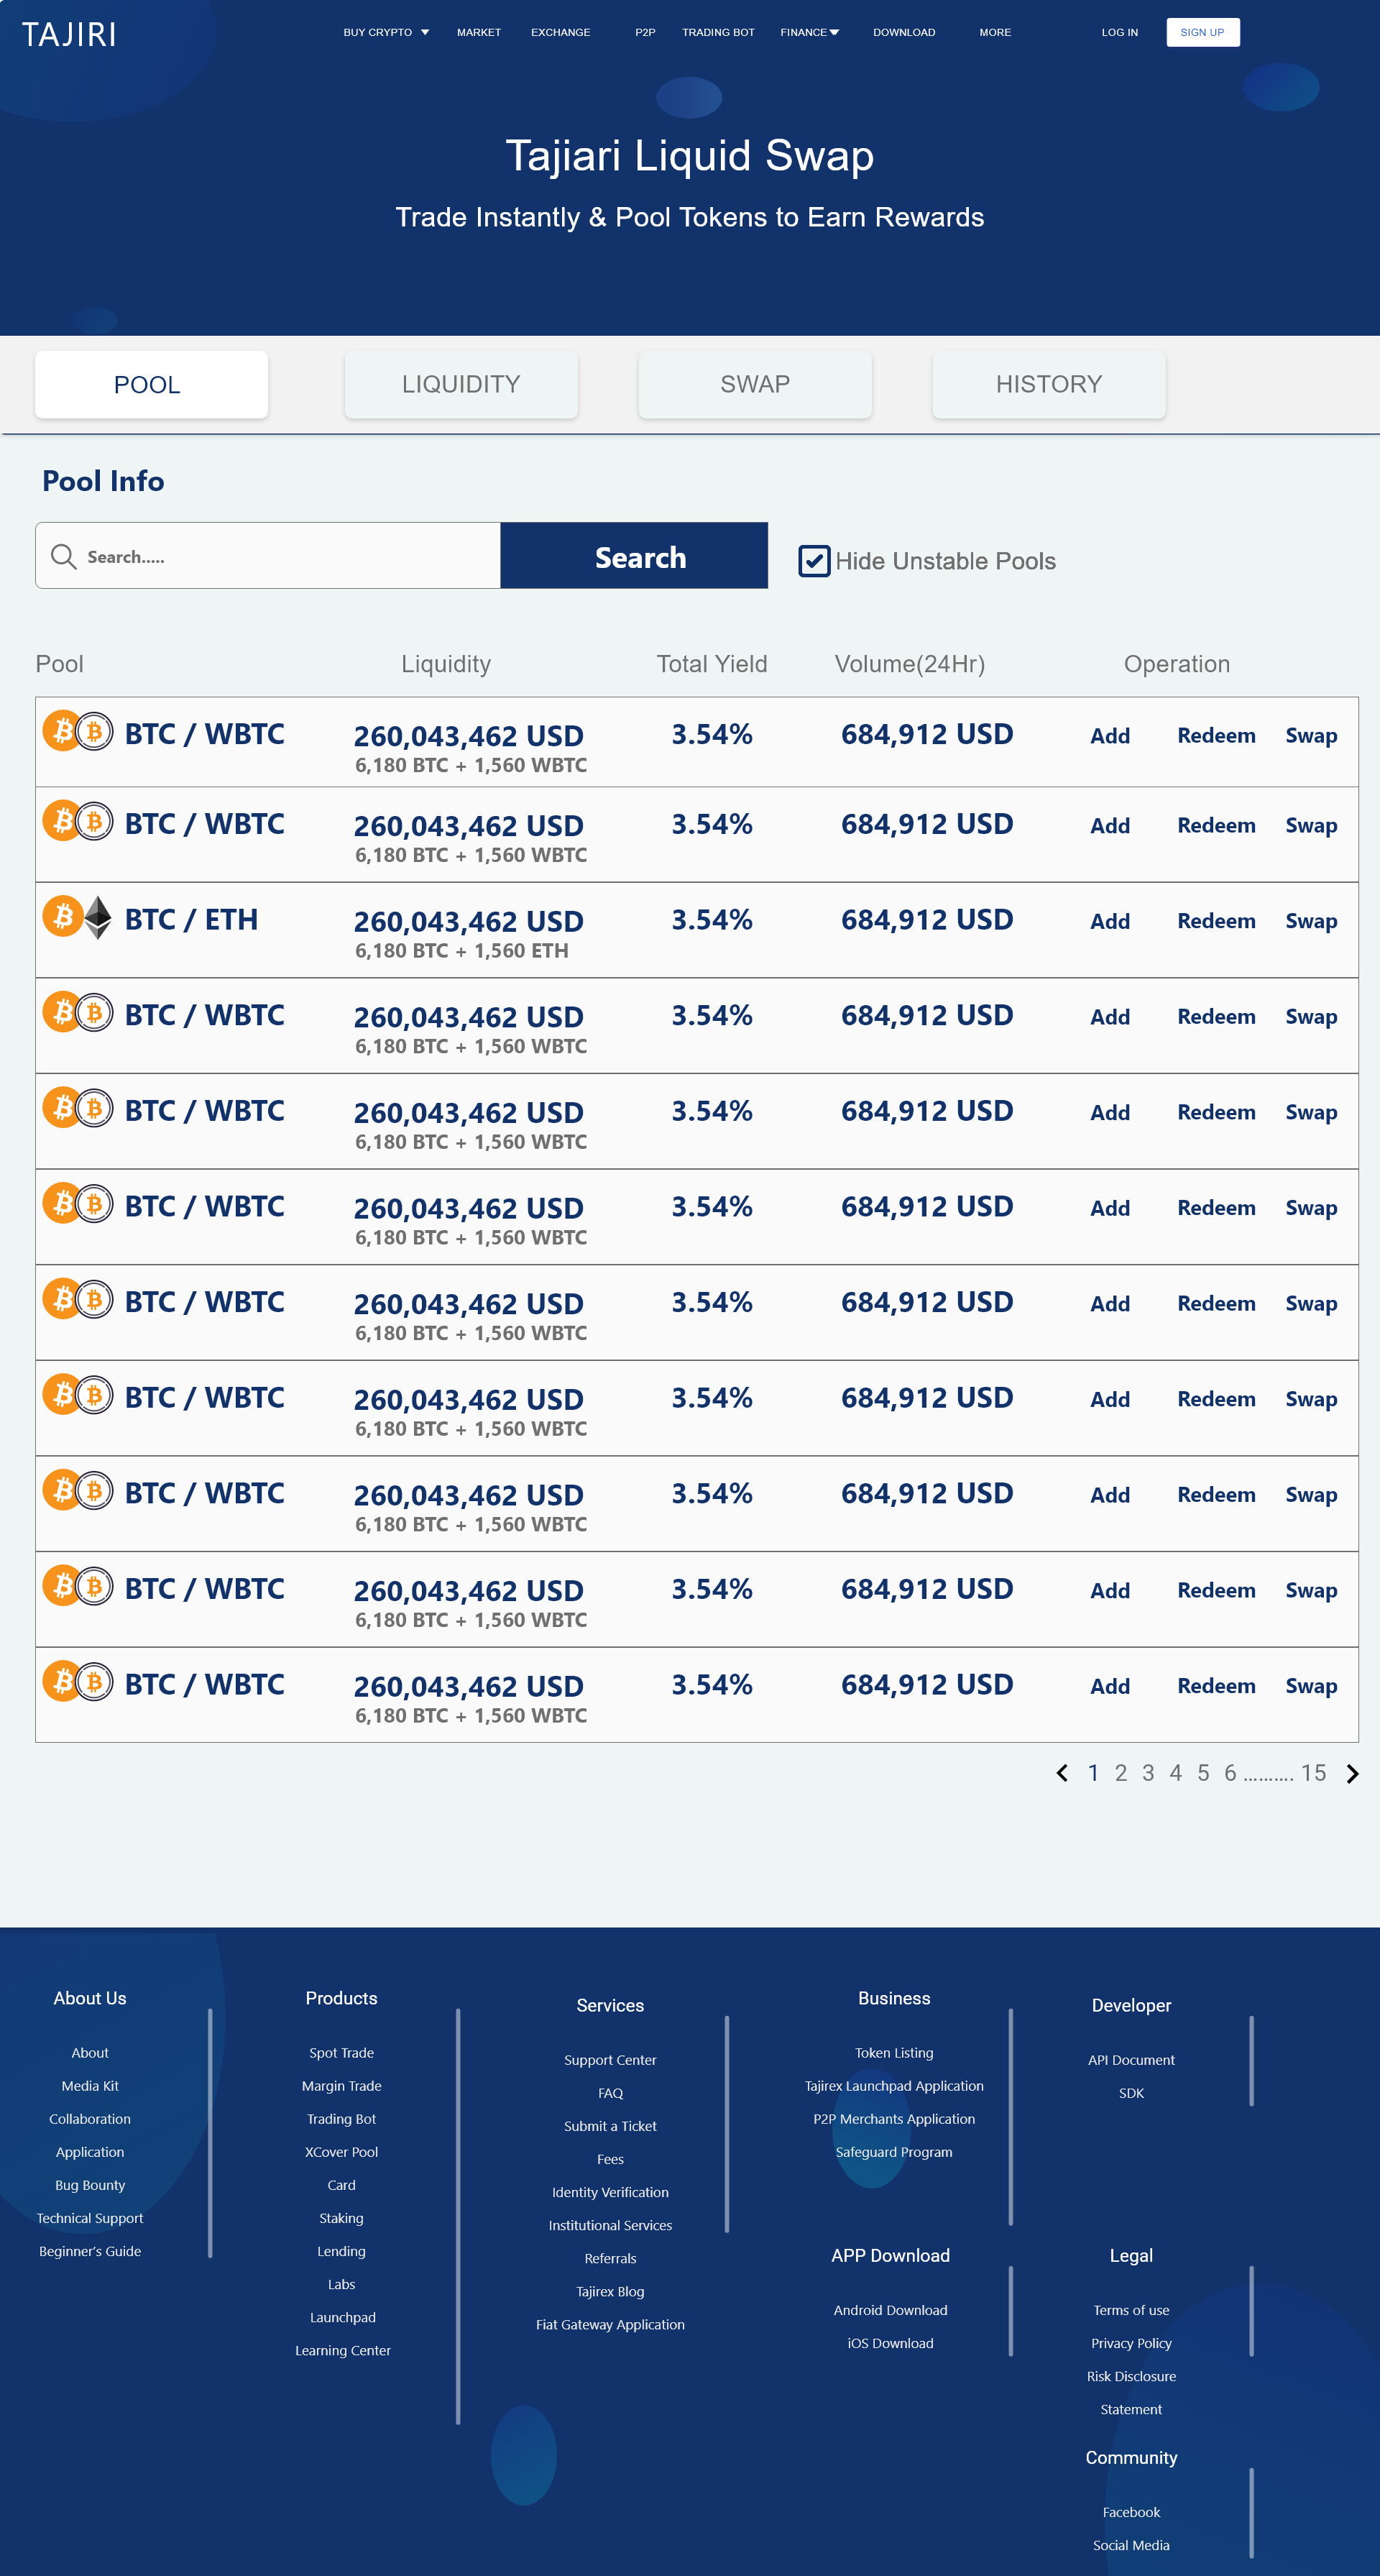 TAJIRI
BUY CRYPTO MARKET EXCHANGE P2P TRADING BOT FINANCE DOWNLOAD MORE LOG IN SIGN UP
Tajiari Liquid Swap
Trade Instantly & Pool Tokens to Earn Rewards
POOL LIQUIDITY SWAP HISTORY
Pool Info
Search..... Search Hide Unstable Pools
Pool Liquidity Total Yield Volume(24Hr) Operation
BTC / WBTC 260,043,462 USD 3.54% 684,912 USD Add Redeem Swap
6,180 BTC + 1,560 WBTC
BTC / WBTC 260,043,462 USD 3.54% 684,912 USD Add Redeem Swap
6,180 BTC + 1,560 WBTC
BTC / ETH 260,043,462 USD 3.54% 684,912 USD Add Redeem Swap
6,180 BTC + 1,560 ETH
BTC / WBTC 260,043,462 USD 3.54% 684,912 USD Add Redeem Swap
6,180 BTC + 1,560 WBTC
BTC / WBTC 260,043,462 USD 3.54% 684,912 USD Add Redeem Swap
6,180 BTC + 1,560 WBTC
BTC / WBTC 260,043,462 USD 3.54% 684,912 USD Add Redeem Swap
6,180 BTC + 1,560 WBTC
BTC / WBTC 260,043,462 USD 3.54% 684,912 USD Add Redeem Swap
6,180 BTC + 1,560 WBTC
BTC / WBTC 260,043,462 USD 3.54% 684,912 USD Add Redeem Swap
6,180 BTC + 1,560 WBTC
BTC / WBTC 260,043,462 USD 3.54% 684,912 USD Add Redeem Swap
6,180 BTC + 1,560 WBTC
BTC / WBTC 260,043,462 USD 3.54% 684,912 USD Add Redeem Swap
6,180 BTC + 1,560 WBTC
BTC / WBTC 260,043,462 USD 3.54% 684,912 USD Add Redeem Swap
6,180 BTC + 1,560 WBTC
1 2 3 4 5 6 .......... 15
About Us
About
Media Kit
Collaboration
Application
Bug Bounty
Technical Support
Beginner's Guide
Products
Spot Trade
Margin Trade
Trading Bot
XCover Pool
Card
Staking
Lending
Labs
Launchpad
Learning Center
Services
Support Center
FAQ
Submit a Ticket
Fees
Identity Verification
Institutional Services
Referrals
Tajirex Blog
Fiat Gateway Application
Business
Token Listing
Tajirex Launchpad Application
P2P Merchants Application
Safeguard Program
APP Download
Android Download
iOS Download
Developer
API Document
SDK
Legal
Terms of use
Privacy Policy
Risk Disclosure
Statement
Community
Facebook
Social Media